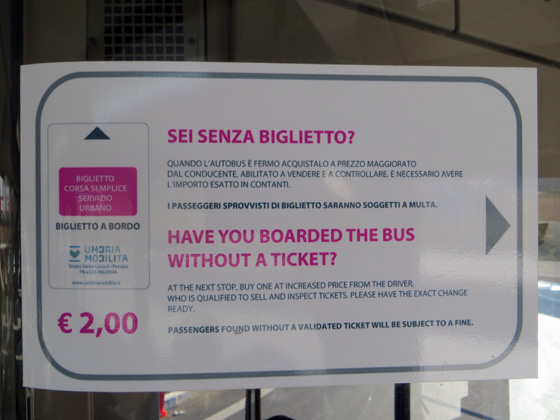 SEI SENZA BIGLIETTO?
QUANDO L'AUTOBUS È FERMO ACQUISTALO A PREZZO MAGGIORATO
DAL CONDUCENTE, ABILITATO A VENDERE E A CONTROLLARE. È NECESSARIO AVERE
L'IMPORTO ESATTO IN CONTANTI.
I PASSEGGERI SPROVVISTI DI BIGLIETTO SARANNO SOGGETTI A MULTA.
HAVE YOU BOARDED THE BUS
WITHOUT A TICKET?
AT THE NEXT STOP, BUY ONE AT INCREASED PRICE FROM THE DRIVER,
WHO IS QUALIFIED TO SELL AND INSPECT TICKETS. PLEASE HAVE THE EXACT CHANGE
READY.
PASSENGERS FOUND WITHOUT A VALIDATED TICKET WILL BE SUBJECT TO A FINE.
BIGLIETTO
CORSA SEMPLICE
SERVIZIO
URBANO
BIGLIETTO A BORDO
UMBRIA
MOBILITÀ
www.umbriamobilita.it
€ 2,00